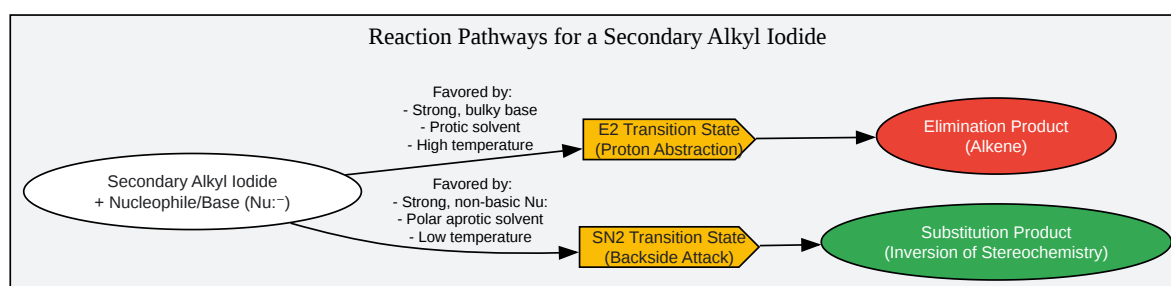 Reaction Pathways for a Secondary Alkyl Iodide
Favored by:
- Strong, bulky base
- Protic solvent
- High temperature
E2 Transition State
(Proton Abstraction)
Elimination Product
(Alkene)
Secondary Alkyl Iodide
+ Nucleophile/Base (Nu:⁻)
Favored by:
- Strong, non-basic Nu:
- Polar aprotic solvent
- Low temperature
SN2 Transition State
(Backside Attack)
Substitution Product
(Inversion of Stereochemistry)